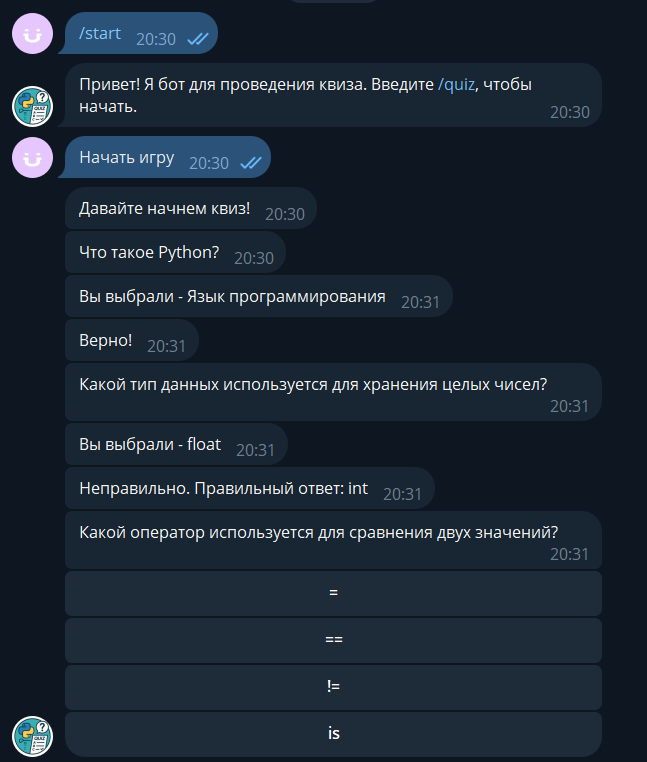 /start 20:30
Привет! Я бот для проведения квиза. Введите /quiz, чтобы
начать. 20:30
Начать игру 20:30
Давайте начнем квиз! 20:30
Что такое Python? 20:30
Вы выбрали - Язык программирования 20:31
Верно! 20:31
Какой тип данных используется для хранения целых чисел?
20:31
Вы выбрали - float 20:31
Неправильно. Правильный ответ: int 20:31
Какой оператор используется для сравнения двух значений?
20:31
=
==
!=
is